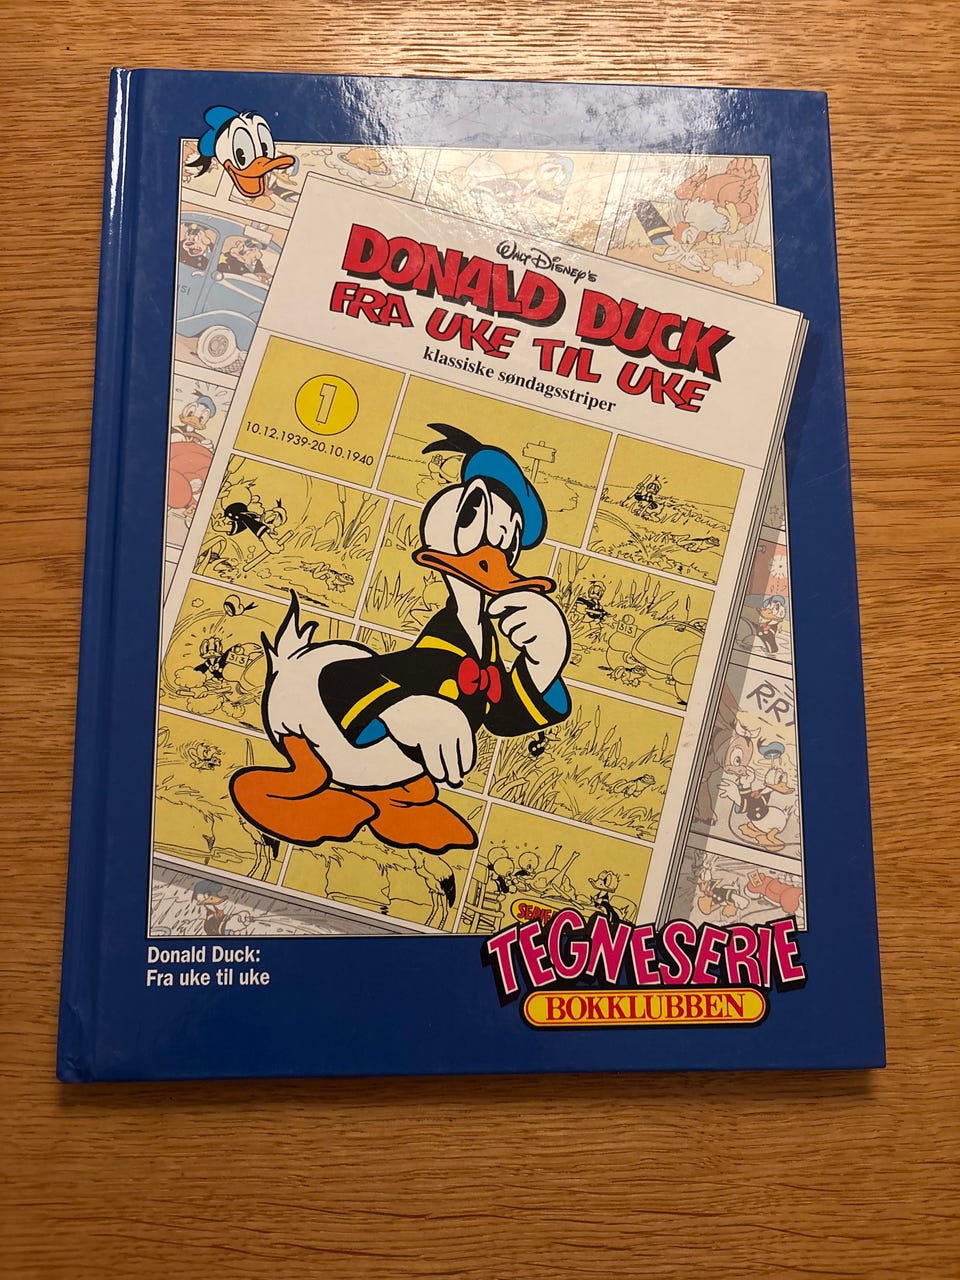 WALT DISNEY'S
DONALD DUCK
FRA UKE TIL UKE
klassiske søndagsstriper
1
10.12.1939-20.10.1940
313
R-R
SERIE
TEGNESERIE
BOKKLUBBEN
Donald Duck:
Fra uke til uke